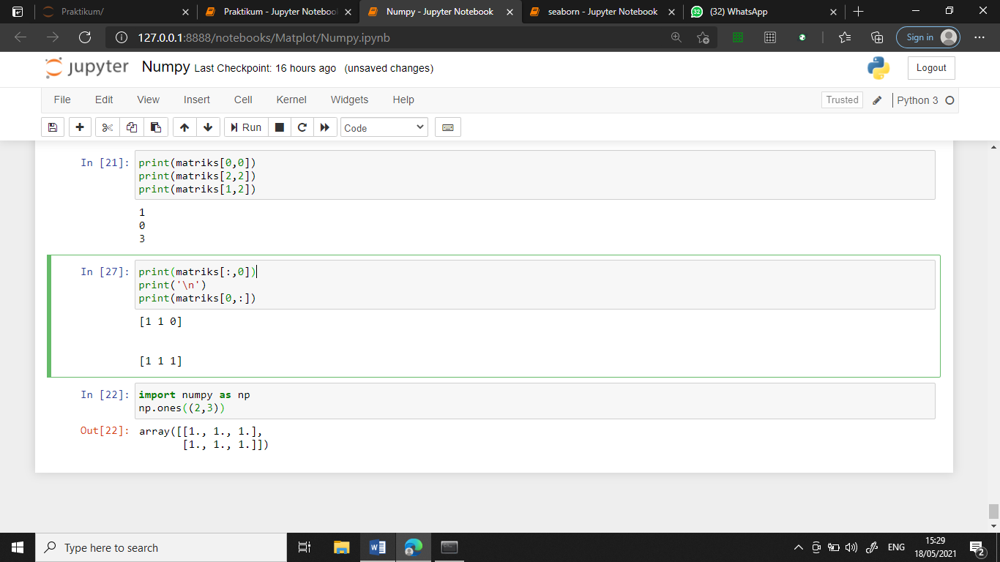 Praktikum/
Praktikum - Jupyter Notebook
Numpy - Jupyter Notebook
seaborn - Jupyter Notebook
32
(32) WhatsApp
127.0.0.1:8888/notebooks/Matplot/Numpy.ipynb
Sign in
jupyter Numpy Last Checkpoint: 16 hours ago (unsaved changes)
Logout
File Edit View Insert Cell Kernel Widgets Help
Trusted
Python 3
Run
Code
In [21]: print(matriks[0,0])
print(matriks[2,2])
print(matriks[1,2])
1
0
3
In [27]: print(matriks[:,0])
print('\n')
print(matriks[0,:])
[1 1 0]
[1 1 1]
In [22]: import numpy as np
np.ones((2,3))
Out[22]: array([[1., 1., 1.],
[1., 1., 1.]])
Type here to search
ENG
15:29
18/05/2021
2